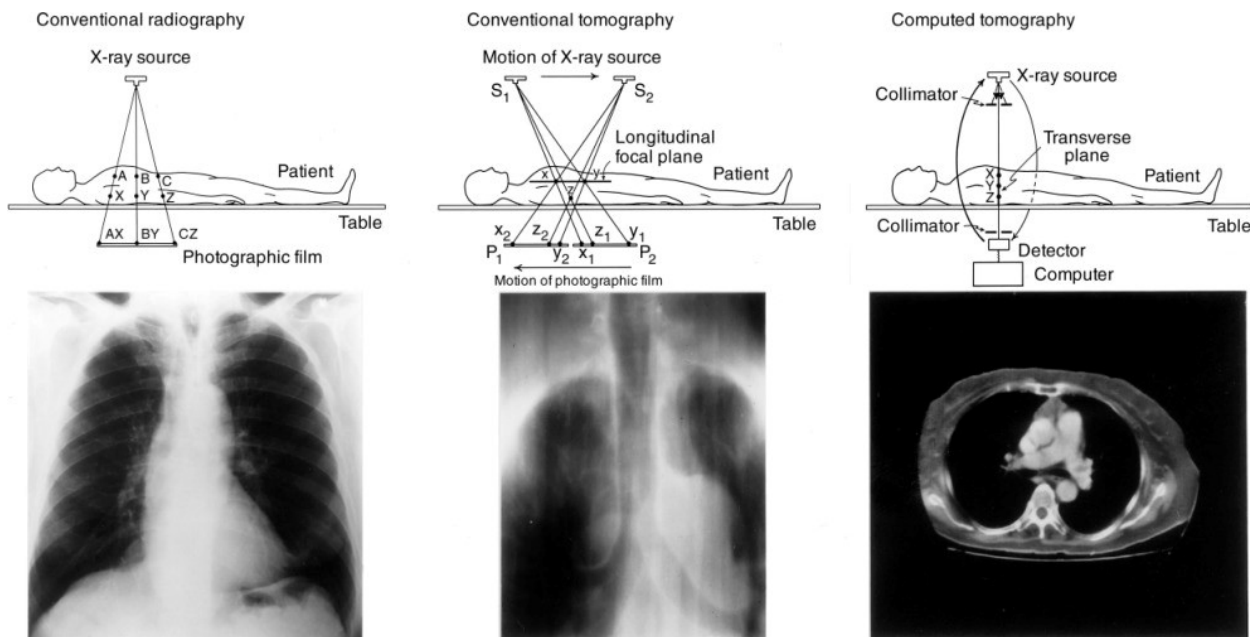 Conventional radiography
X-ray source
A B C
X Y Z
Patient
Table
AX BY CZ
Photographic film
Conventional tomography
Motion of X-ray source
S1 S2
Longitudinal
focal plane
Patient
x y
z
Table
x2 z2 z1 y1
P1 y2 x1 P2
Motion of photographic film
Computed tomography
X-ray source
Collimator
Transverse
plane
X
Y
Z
Patient
Table
Collimator
Detector
Computer